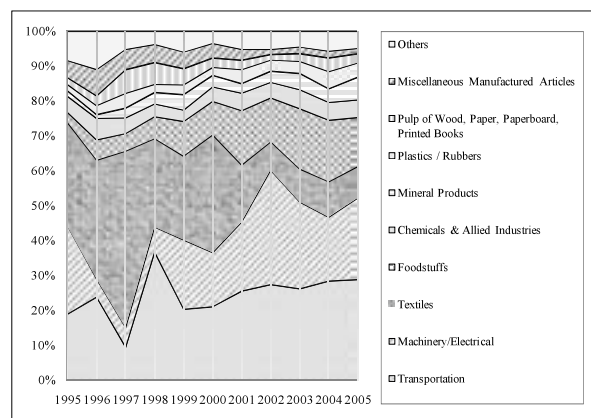 100%
90%
80%
70%
60%
50%
40%
30%
20%
10%
0%
1995 1996 1997 1998 1999 2000 2001 2002 2003 2004 2005
Others
Miscellaneous Manufactured Articles
Pulp of Wood, Paper, Paperboard,
Printed Books
Plastics / Rubbers
Mineral Products
Chemicals & Allied Industries
Foodstuffs
Textiles
Machinery/Electrical
Transportation